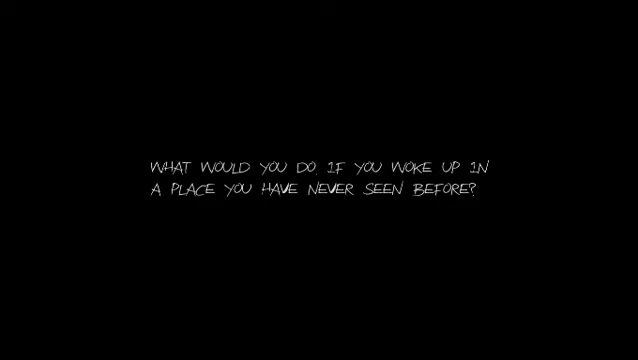 WHAT WOULD YOU DO, IF YOU WOKE UP IN
A PLACE YOU HAVE NEVER SEEN BEFORE?